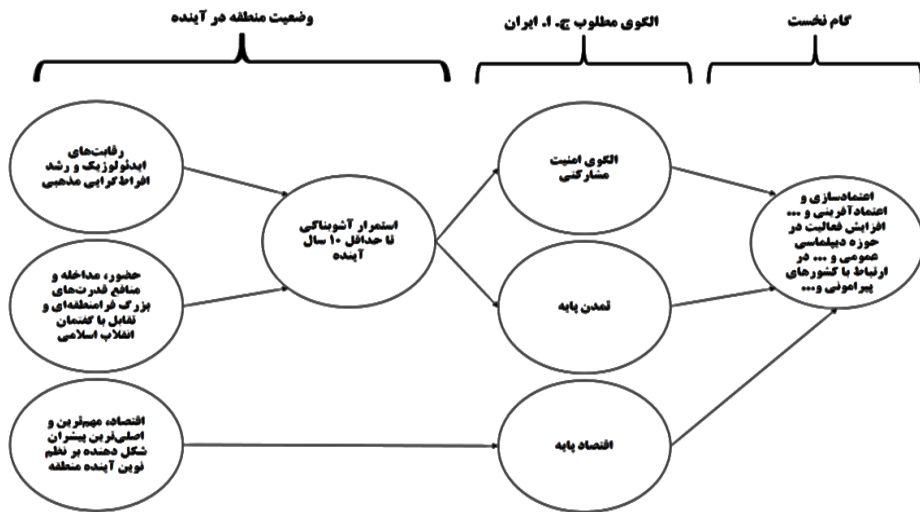 گام نخست
الگوی مطلوب ج. ا. ایران
وضعیت منطقه در آینده
رقابت‌های
ایدئولوژیک و رشد
افراط‌گرایی مذهبی
حضور، مداخله و
منافع قدرت‌های
بزرگ فرامنطقه‌ای و
تقابل با گفتمان
انقلاب اسلامی
اقتصاد، مهم‌ترین و
اصلی‌ترین پیشران
شکل دهنده بر نظم
نوین آینده منطقه
استمرار آشوبناکی
تا حداقل ۱۰ سال
آینده
الگوی امنیت
مشارکتی
تمدن پایه
اقتصاد پایه
اعتمادسازی و
اعتمادآفرینی و ...
افزایش فعالیت در
حوزه دیپلماسی
عمومی و ... در
ارتباط با کشورهای
پیرامونی و...